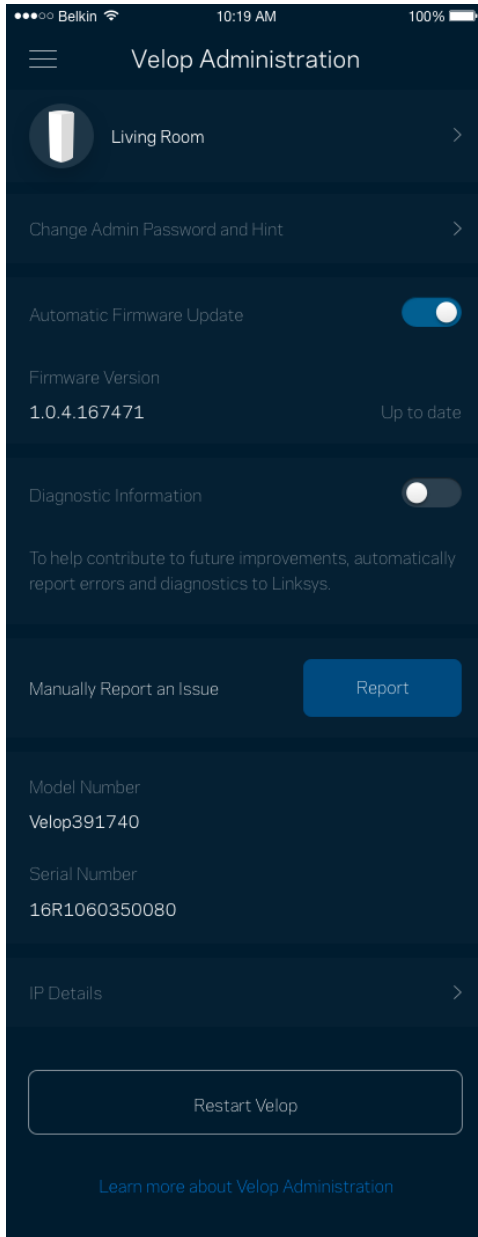 Belkin 10:19 AM 100%
Velop Administration
Living Room
Change Admin Password and Hint
Automatic Firmware Update
Firmware Version
1.0.4.167471 Up to date
Diagnostic Information
To help contribute to future improvements, automatically
report errors and diagnostics to Linksys.
Manually Report an Issue Report
Model Number
Velop391740
Serial Number
16R1060350080
IP Details
Restart Velop
Learn more about Velop Administration